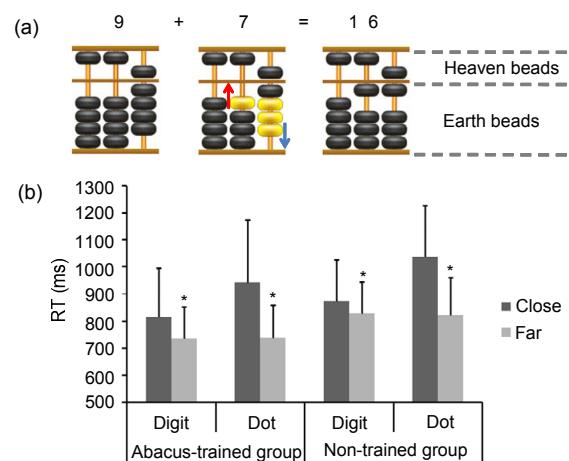 (a) 9 + 7 = 1 6
Heaven beads
Earth beads
(b)
1300
1200
1100
1000
900
800
700
600
500
RT (ms)
* * * *
Close
Far
Digit Dot Digit Dot
Abacus-trained group Non-trained group